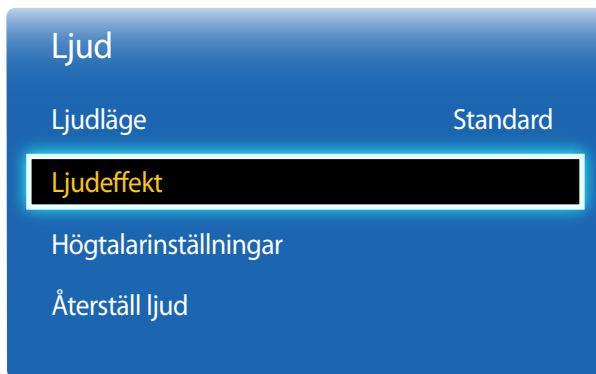 Ljud
Ljudläge Standard
Ljudeffekt
Högtalarinställningar
Återställ ljud